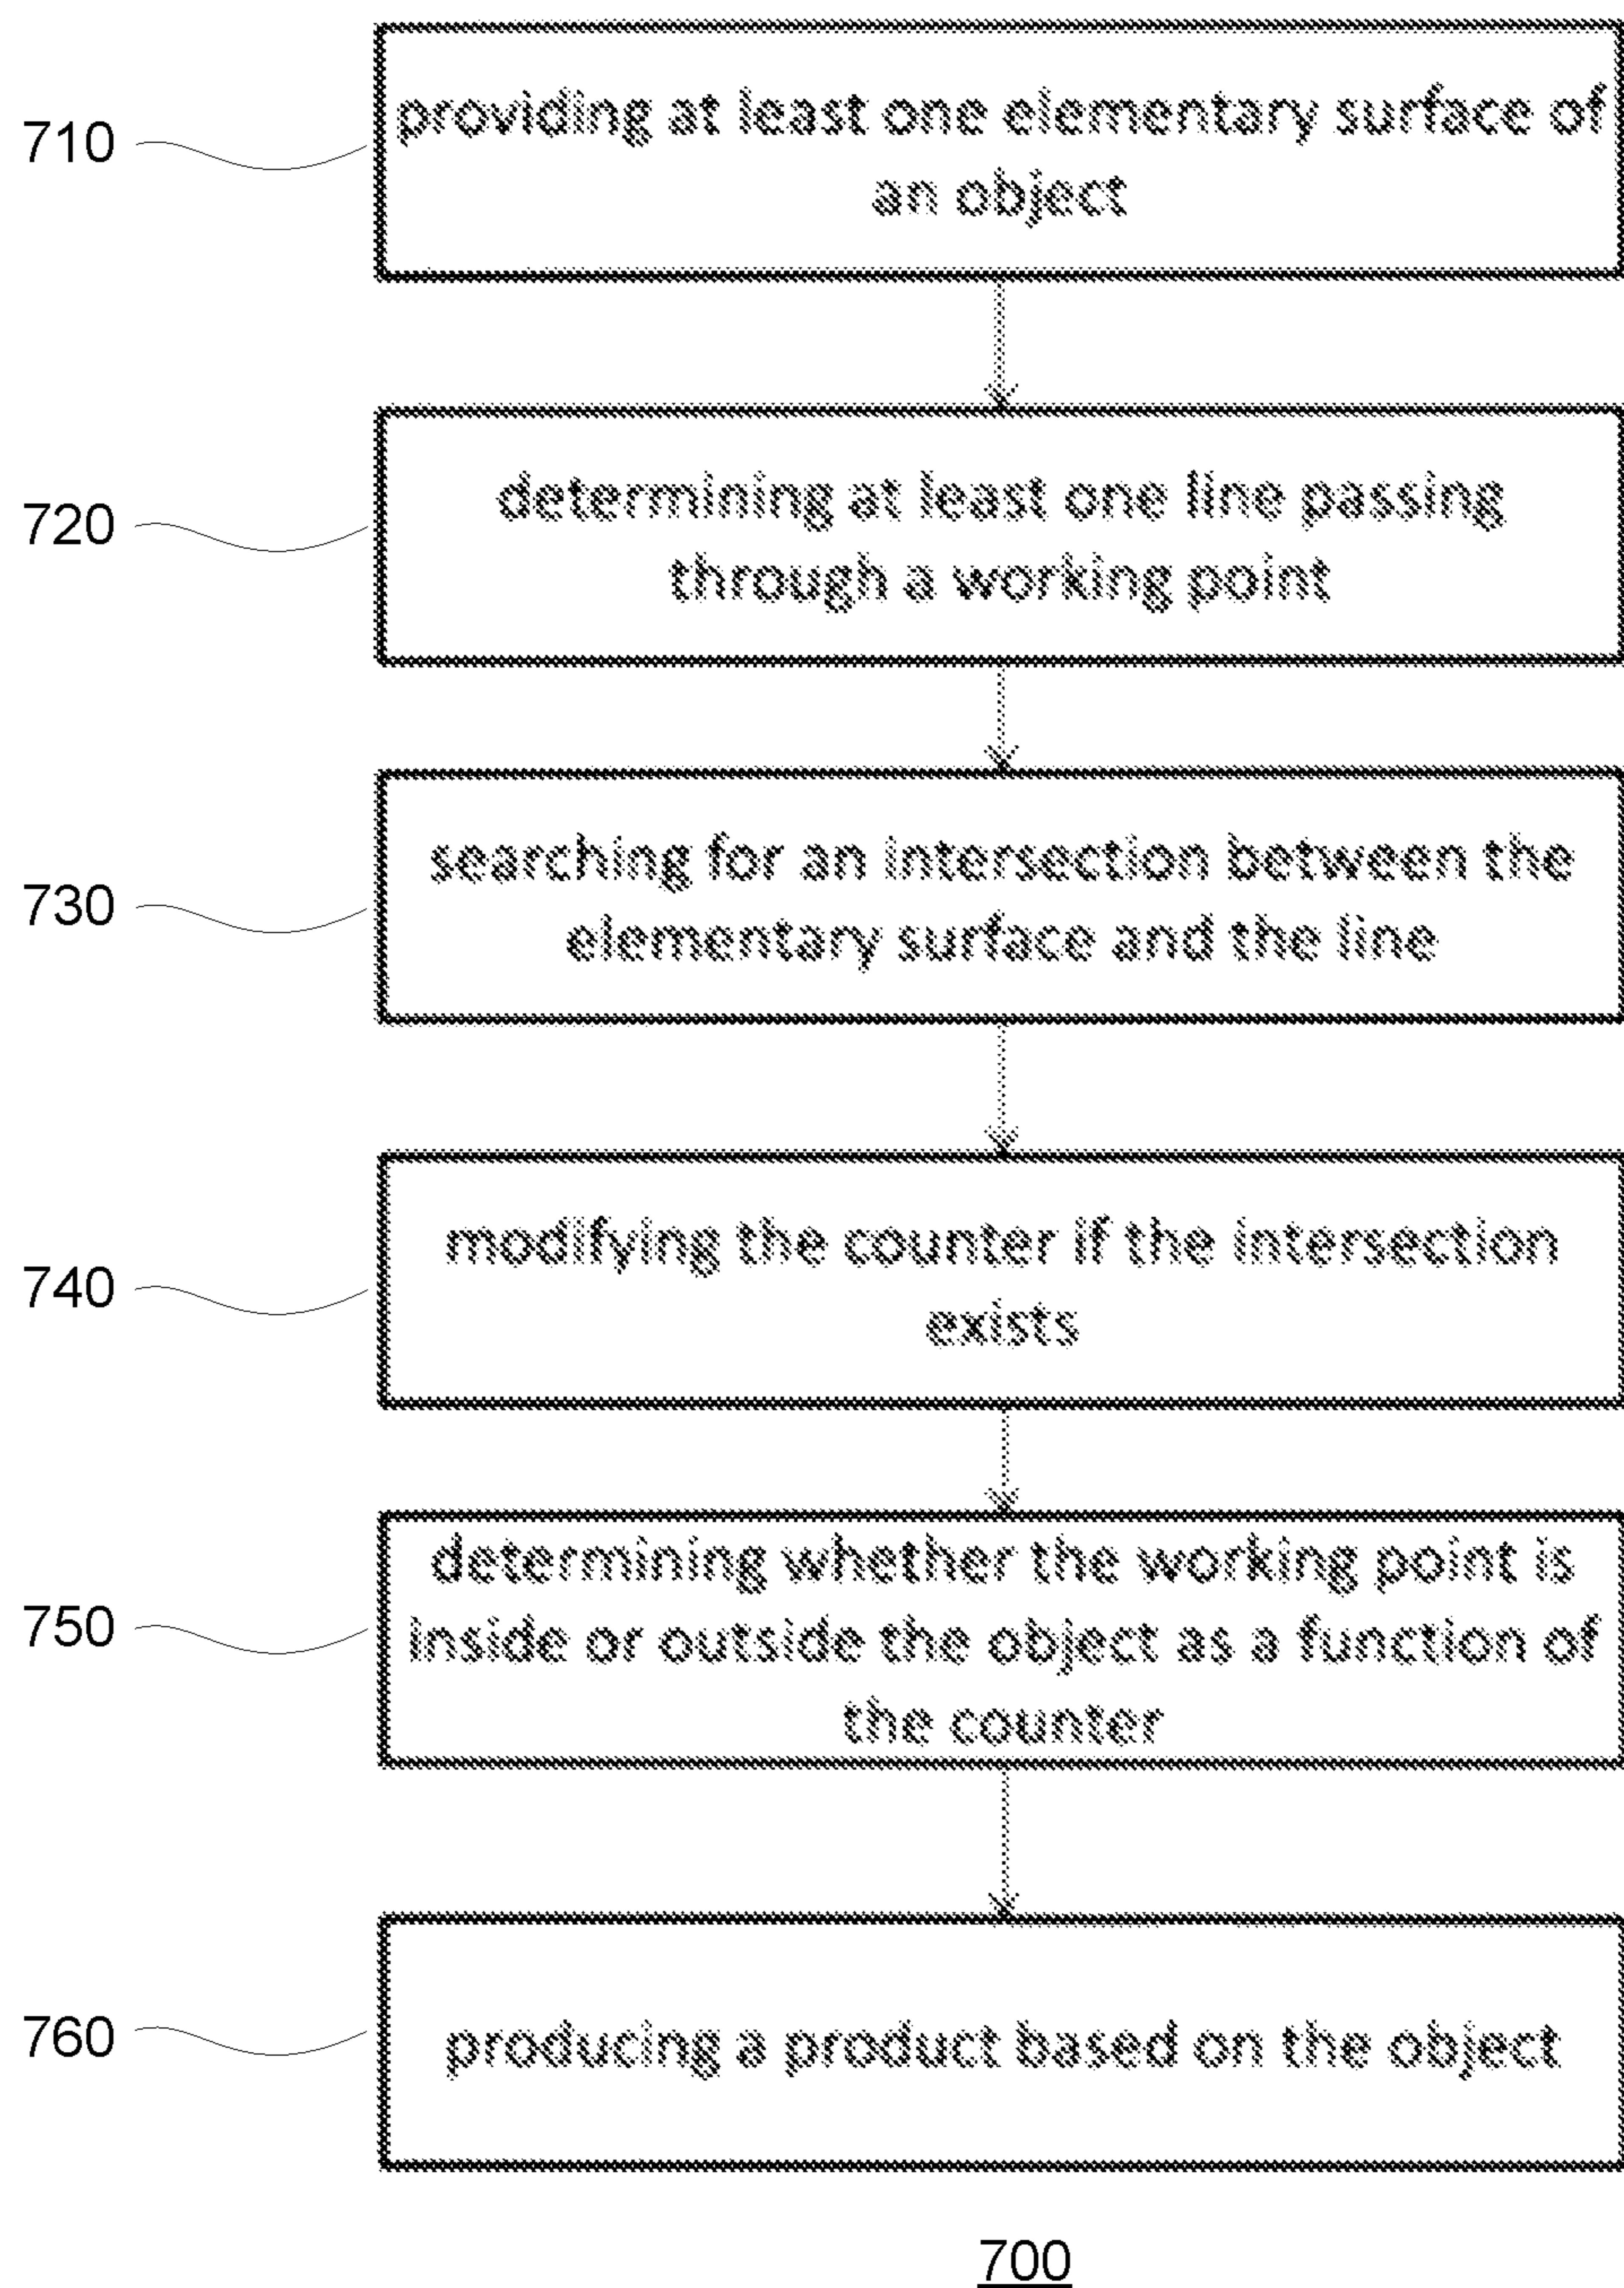 710
providing at least one elementary surface of
an object
720
determining at least one line passing
through a working point
730
searching for an intersection between the
elementary surface and the line
740
modifying the counter if the intersection
exists
750
determining whether the working point is
inside or outside the object as a function of
the counter
760
producing a product based on the object
700